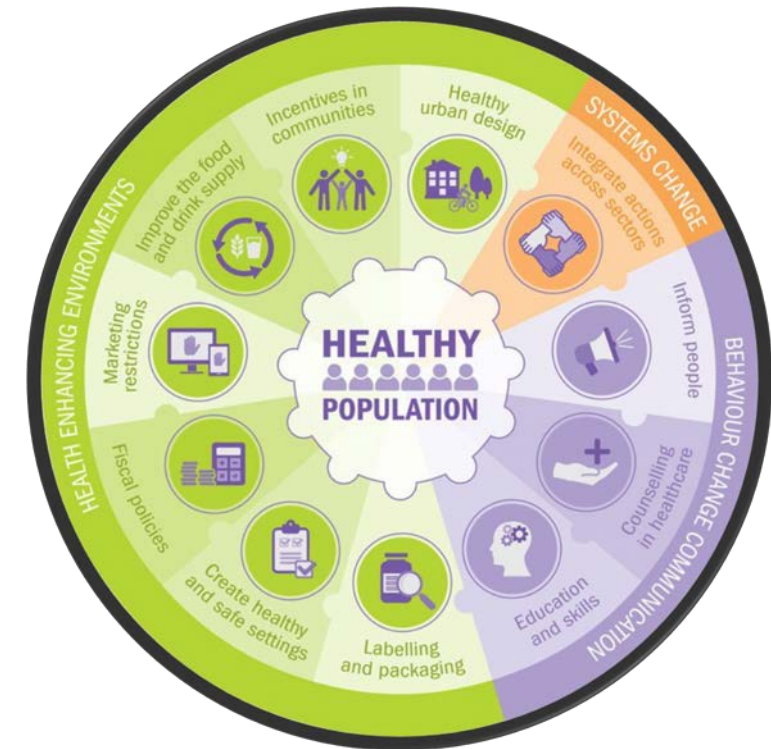 HEALTHY
POPULATION
HEALTH ENHANCING ENVIRONMENTS
Healthy
urban design
Incentives in
communities
Improve the food
and drink supply
Marketing
restrictions
Fiscal policies
Create healthy
and safe settings
Labelling
and packaging
SYSTEMS CHANGE
Integrate actions
across sectors
BEHAVIOUR CHANGE COMMUNICATION
Inform people
Counselling
in healthcare
Education
and skills